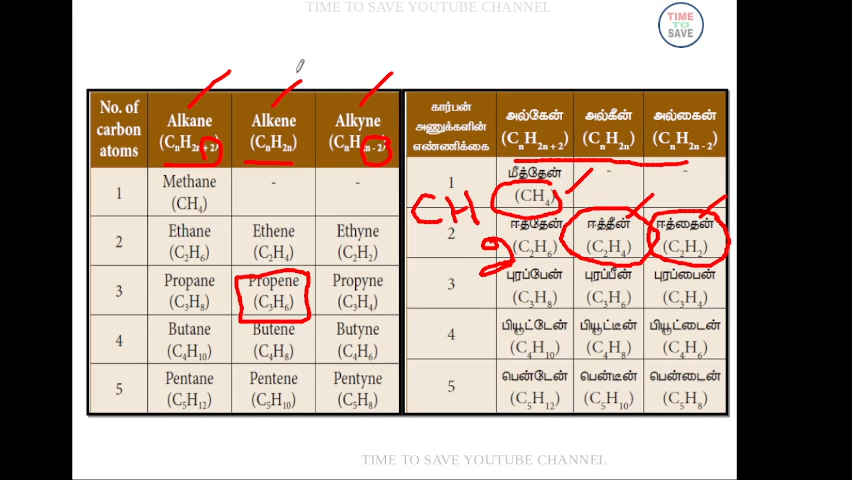 TIME TO SAVE YOUTUBE CHANNEL
TIME
TO
SAVE
No. of carbon atoms | Alkane (CₙH₂ₙ₊₂) | Alkene (CₙH₂ₙ) | Alkyne (CₙH₂ₙ₋₂) | கார்பன் அணுக்களின் எண்ணிக்கை | அல்கேன் (CₙH₂ₙ₊₂) | அல்கீன் (CₙH₂ₙ) | அல்கைன் (CₙH₂ₙ₋₂)
1 | Methane (CH₄) | - | - | 1 | மீத்தேன் (CH₄) | - | -
CH
2 | Ethane (C₂H₆) | Ethene (C₂H₄) | Ethyne (C₂H₂) | 2 | ஈத்தேன் (C₂H₆) | ஈத்தீன் (C₂H₄) | ஈத்தைன் (C₂H₂)
3 | Propane (C₃H₈) | Propene (C₃H₆) | Propyne (C₃H₄) | 3 | புரப்பேன் (C₃H₈) | புரப்பீன் (C₃H₆) | புரப்பைன் (C₃H₄)
4 | Butane (C₄H₁₀) | Butene (C₄H₈) | Butyne (C₄H₆) | 4 | பியூட்டேன் (C₄H₁₀) | பியூட்டீன் (C₄H₈) | பியூட்டைன் (C₄H₆)
5 | Pentane (C₅H₁₂) | Pentene (C₅H₁₀) | Pentyne (C₅H₈) | 5 | பென்டேன் (C₅H₁₂) | பென்டீன் (C₅H₁₀) | பென்டைன் (C₅H₈)
TIME TO SAVE YOUTUBE CHANNEL